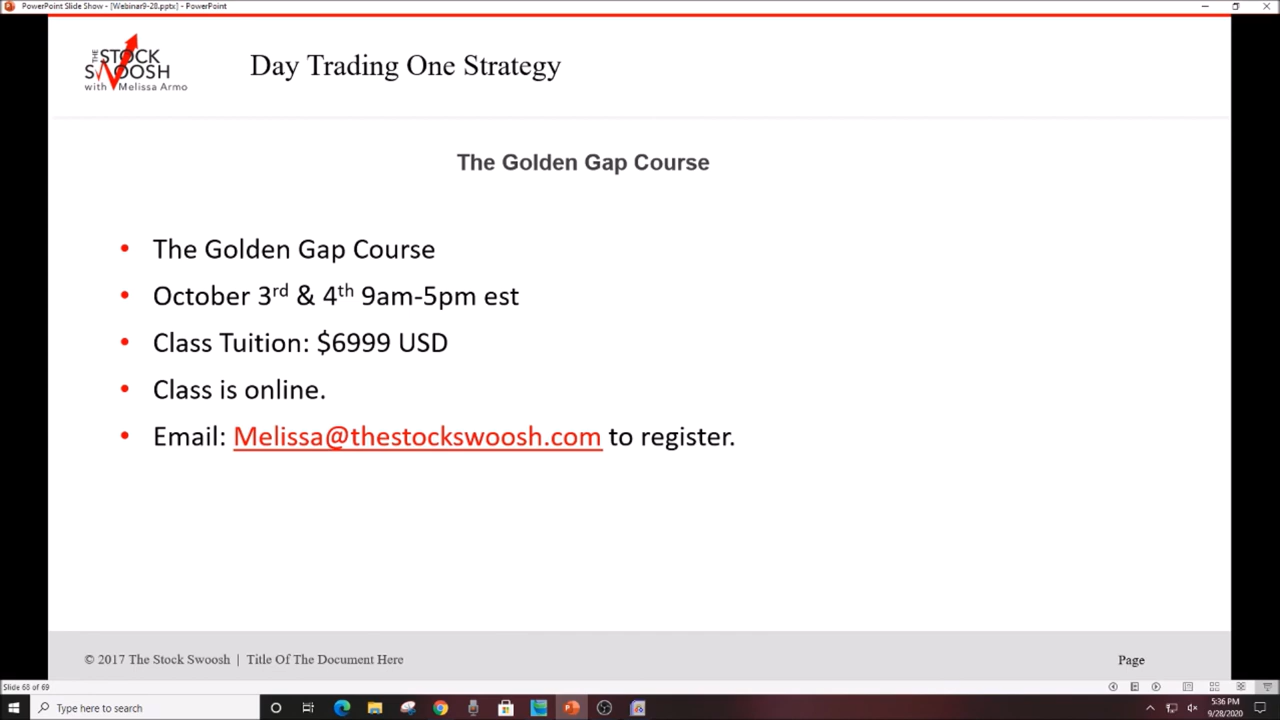 PowerPoint Slide Show - [Webinar9-28.pptx] - PowerPoint
THE STOCK SWOOSH
with Melissa Armo
Day Trading One Strategy
The Golden Gap Course
• The Golden Gap Course
• October 3rd & 4th 9am-5pm est
• Class Tuition: $6999 USD
• Class is online.
• Email: Melissa@thestockswoosh.com to register.
© 2017 The Stock Swoosh | Title Of The Document Here
Page
Slide 68 of 69
Type here to search
5:36 PM
9/28/2020